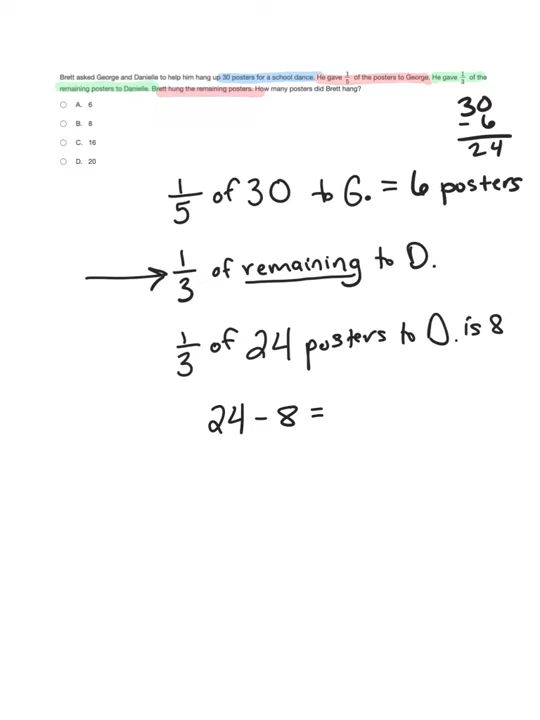 Brett asked George and Danielle to help him hang up 30 posters for a school dance. He gave 1/5 of the posters to George. He gave 1/3 of the
remaining posters to Danielle. Brett hung the remaining posters. How many posters did Brett hang?
A. 6
B. 8
C. 16
D. 20
30
- 6
24
1/5 of 30 to G. = 6 posters
1/3 of remaining to D.
1/3 of 24 posters to D. is 8
24 - 8 =